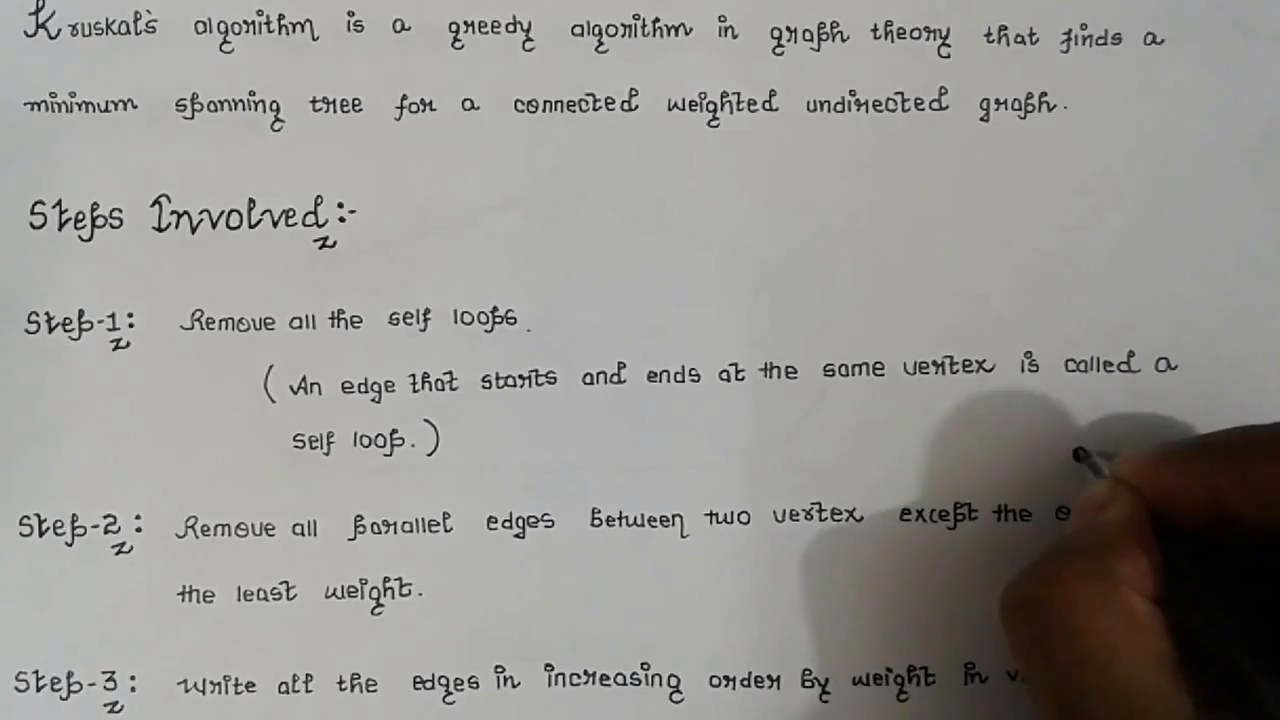 Kruskal's algorithm is a greedy algorithm in graph theory that finds a
minimum spanning tree for a connected weighted undirected graph.
Steps Involved:-
Step-1: Remove all the self loops.
(An edge that starts and ends at the same vertex is called a
self loop.)
Step-2: Remove all parallel edges between two vertex except the
the least weight.
Step-3: Write all the edges in increasing order by weight in